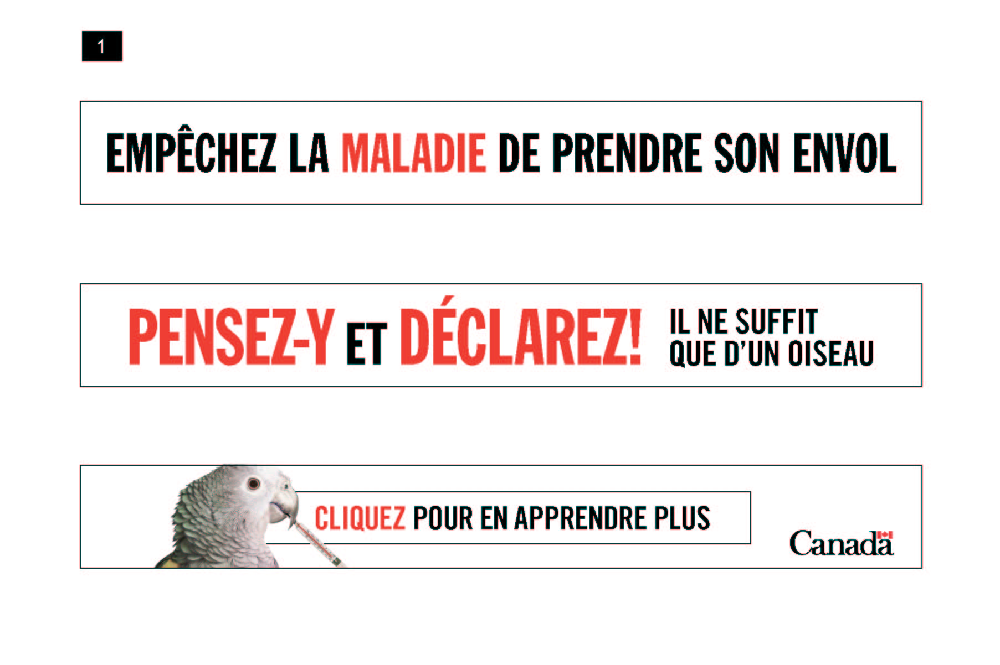 1
EMPÊCHEZ LA MALADIE DE PRENDRE SON ENVOL
PENSEZ-Y ET DÉCLAREZ!
IL NE SUFFIT
QUE D’UN OISEAU
CLIQUEZ POUR EN APPRENDRE PLUS
Canada